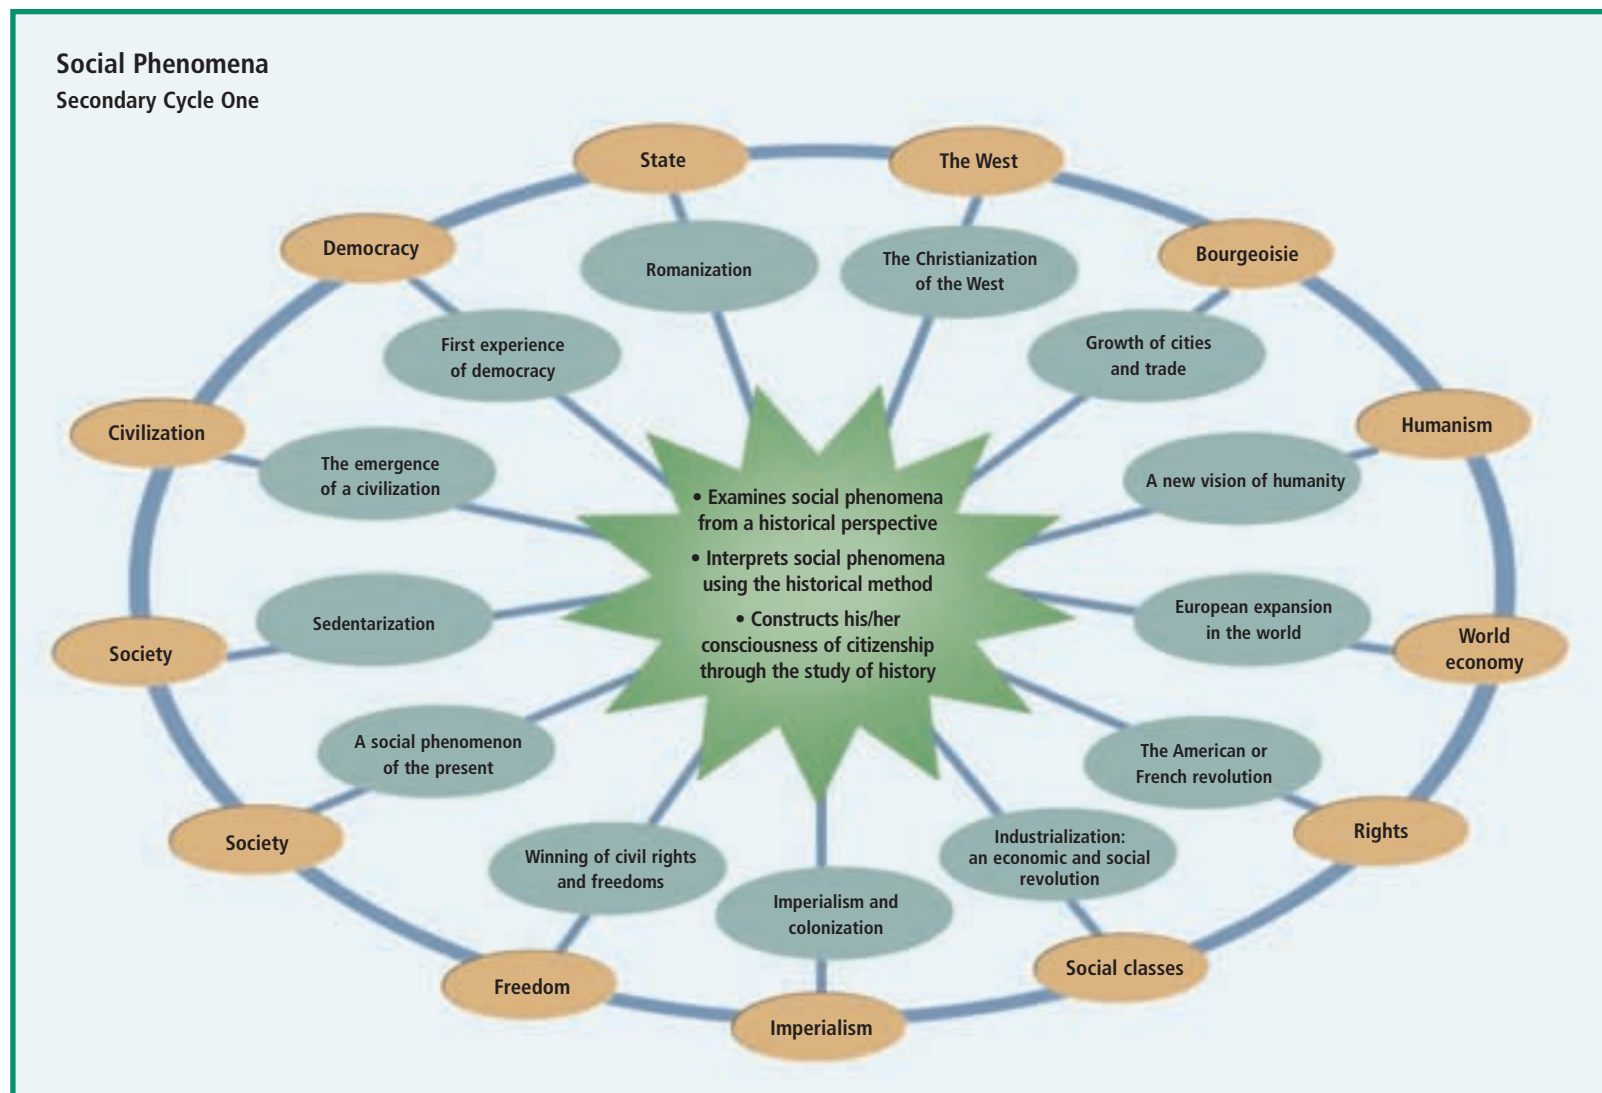 Social Phenomena
Secondary Cycle One
State
The West
Democracy
Bourgeoisie
Romanization
The Christianization
of the West
First experience
of democracy
Growth of cities
and trade
Civilization
Humanism
The emergence
of a civilization
A new vision of humanity
• Examines social phenomena
from a historical perspective
• Interprets social phenomena
using the historical method
• Constructs his/her
consciousness of citizenship
through the study of history
Sedentarization
European expansion
in the world
Society
World
economy
A social phenomenon
of the present
The American or
French revolution
Society
Rights
Winning of civil rights
and freedoms
Imperialism and
colonization
Industrialization:
an economic and social
revolution
Freedom
Imperialism
Social classes